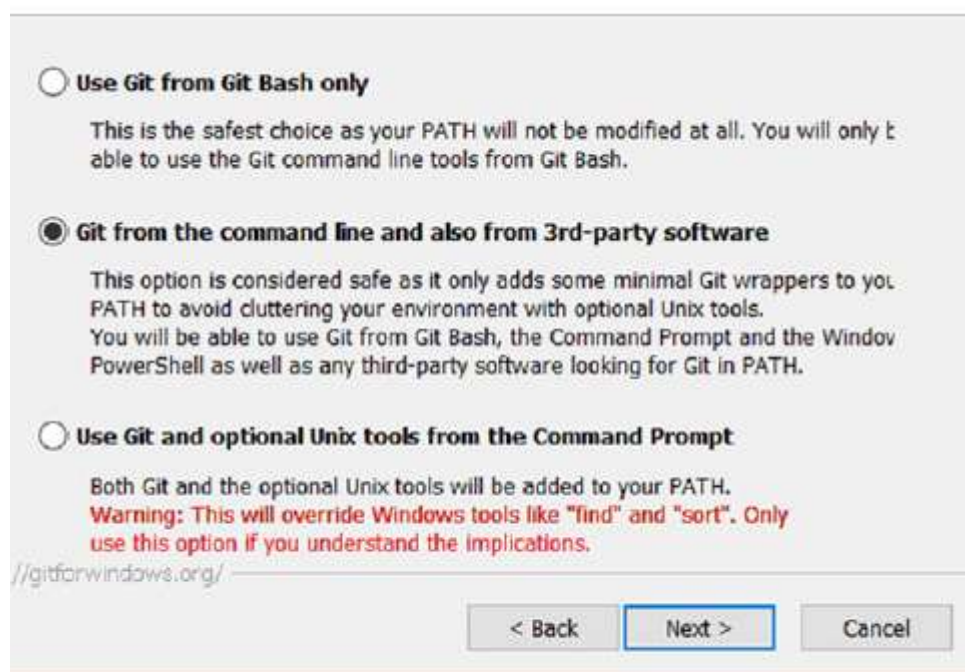 Use Git from Git Bash only
This is the safest choice as your PATH will not be modified at all. You will only
able to use the Git command line tools from Git Bash.
Git from the command line and also from 3rd-party software
This option is considered safe as it only adds some minimal Git wrappers to
PATH to avoid cluttering your environment with optional Unix tools.
You will be able to use Git from Git Bash, the Command Prompt and the
PowerShell as well as any third-party software looking for Git in PATH.
Use Git and optional Unix tools from the Command Prompt
Both Git and the optional Unix tools will be added to your PATH.
Warning: This will override Windows tools like "find" and "sort". Only
use this option if you understand the implications.
//gitforwindows.org/
< Back Next > Cancel